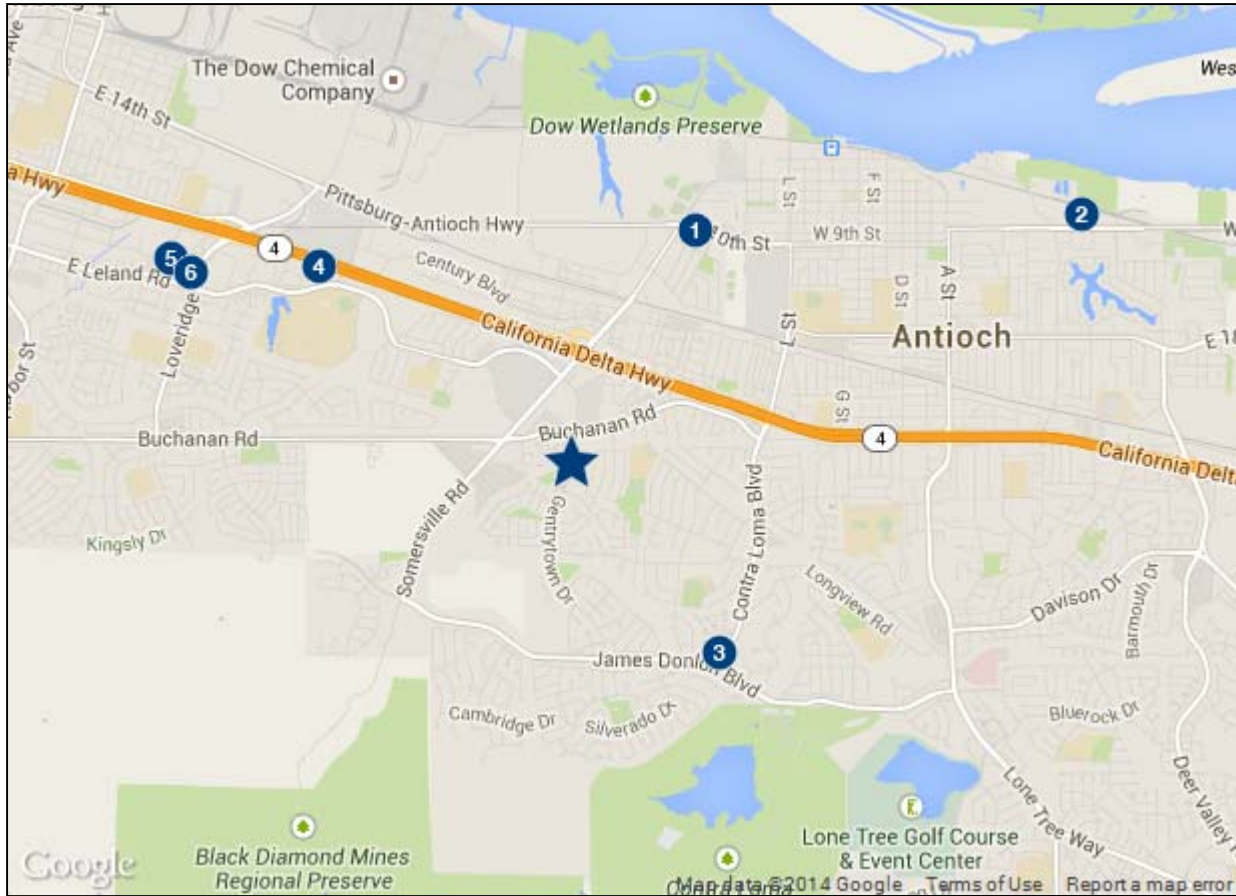 The Dow Chemical
Company
E 14th St
Dow Wetlands Preserve
Wes
a Hwy
Pittsburg-Antioch Hwy
L St
F St
2
1
10th St
W 9th St
W
5
6
4
4
E Leland Rd
Century Blvd
D St
A St
L St
California Delta Hwy
Antioch
E 18
Loveridge
Harbor St
G St
Buchanan Rd
Buchanan Rd
4
California Delt
Somersville Rd
Gentrytown Dr
Contra Loma Blvd
Kingsly Dr
Longview Rd
Davison Dr
Barmouth Dr
3
James Donlon Blvd
Cambridge Dr
Silverado Dr
Bluerock Dr
Lone Tree Way
Deer Valley R
Lone Tree Golf Course
& Event Center
Black Diamond Mines
Regional Preserve
Google
Contra Loma
Map data ©2014 Google
Terms of Use
Report a map error